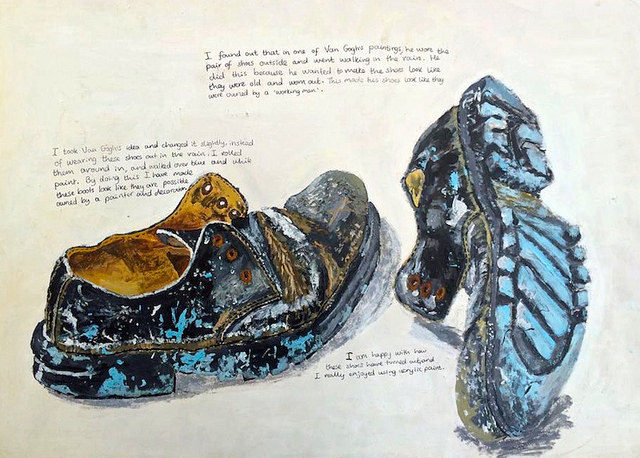 I found out that in one of Van Goghs paintings, he wore the
pair of shoes outside and went walking in the rain. He
did this because he wanted to make the shoes look like
they were old and worn out. This made his shoes look like they
were owned by a 'working man'.
I took Van Goghs idea and changed it slightly, instead
of wearing these shoes out in the rain, I rolled
them around in, and walked over blue and white
paint. By doing this I have made
these boots look like they are possible
owned by a painter and decorator.
I am happy with how
these shoes have turned out and
I really enjoyed using acrylic paint.